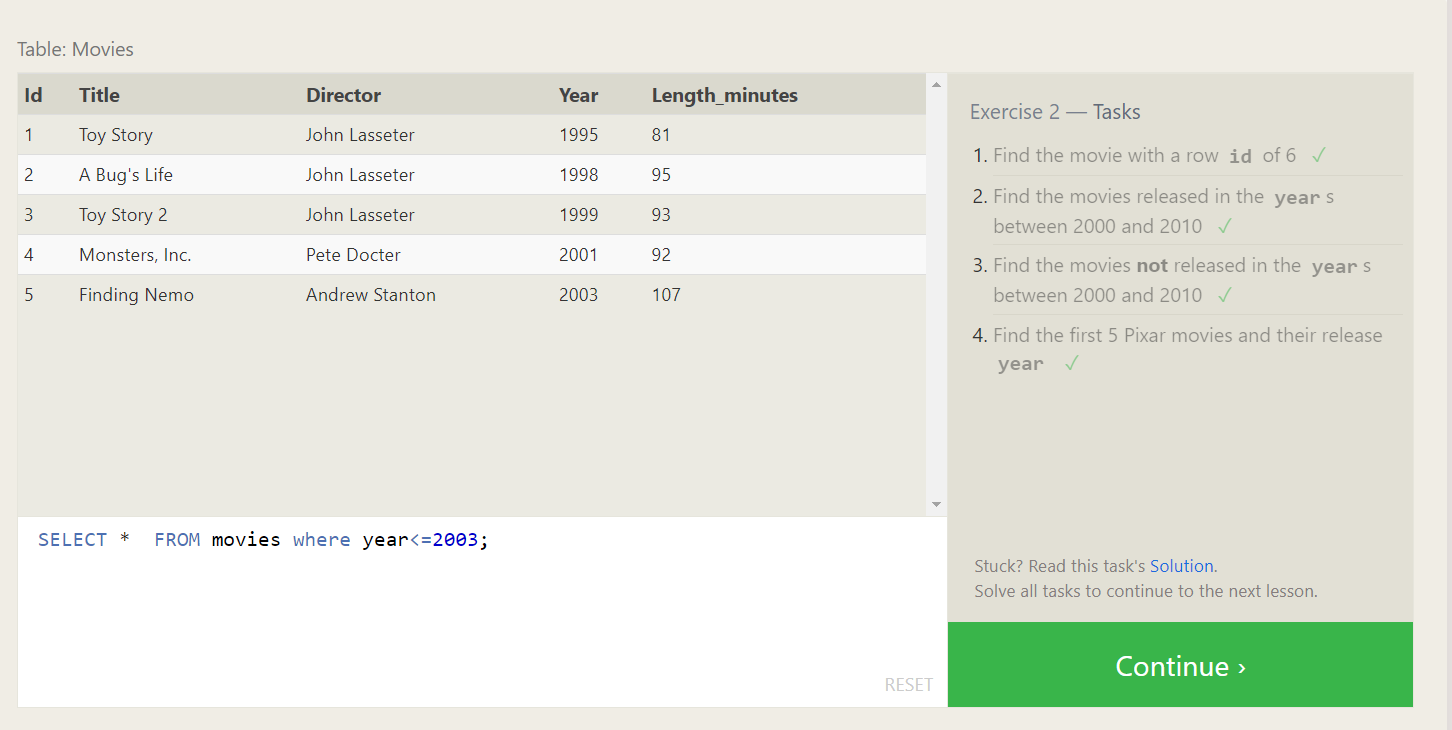 Table: Movies
Id Title Director Year Length_minutes
1 Toy Story John Lasseter 1995 81
2 A Bug's Life John Lasseter 1998 95
3 Toy Story 2 John Lasseter 1999 93
4 Monsters, Inc. Pete Docter 2001 92
5 Finding Nemo Andrew Stanton 2003 107
SELECT *  FROM movies where year<=2003;
RESET
Exercise 2 — Tasks
1. Find the movie with a row id of 6 ✓
2. Find the movies released in the year s
between 2000 and 2010 ✓
3. Find the movies not released in the year s
between 2000 and 2010 ✓
4. Find the first 5 Pixar movies and their release
year ✓
Stuck? Read this task's Solution.
Solve all tasks to continue to the next lesson.
Continue ›